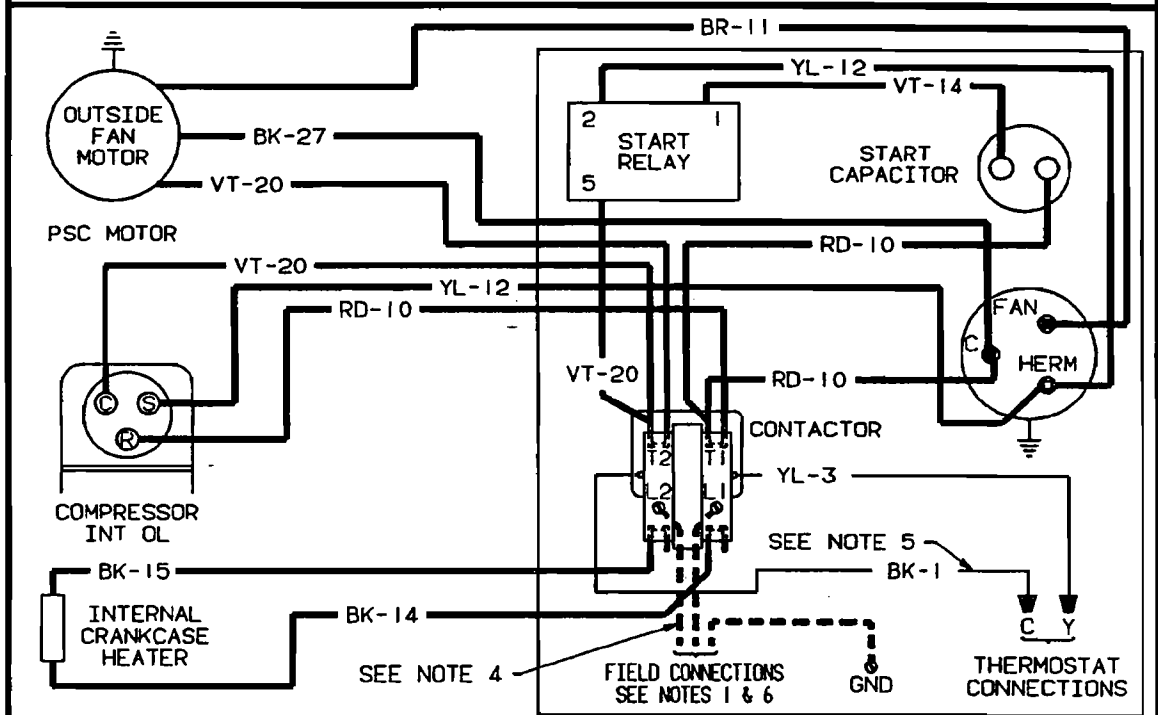 BR-11
YL-12
VT-14
OUTSIDE
FAN
MOTOR
BK-27
VT-20
PSC MOTOR
2
1
START
RELAY
5
START
CAPACITOR
RD-10
VT-20
YL-12
RD-10
FAN
C
HERM
VT-20
RD-10
C
S
R
CONTACTOR
T2
T1
L2
L1
YL-3
COMPRESSOR
INT OL
SEE NOTE 5
BK-1
BK-15
INTERNAL
CRANKCASE
HEATER
BK-14
SEE NOTE 4
FIELD CONNECTIONS
SEE NOTES 1 & 6
GND
C
Y
THERMOSTAT
CONNECTIONS